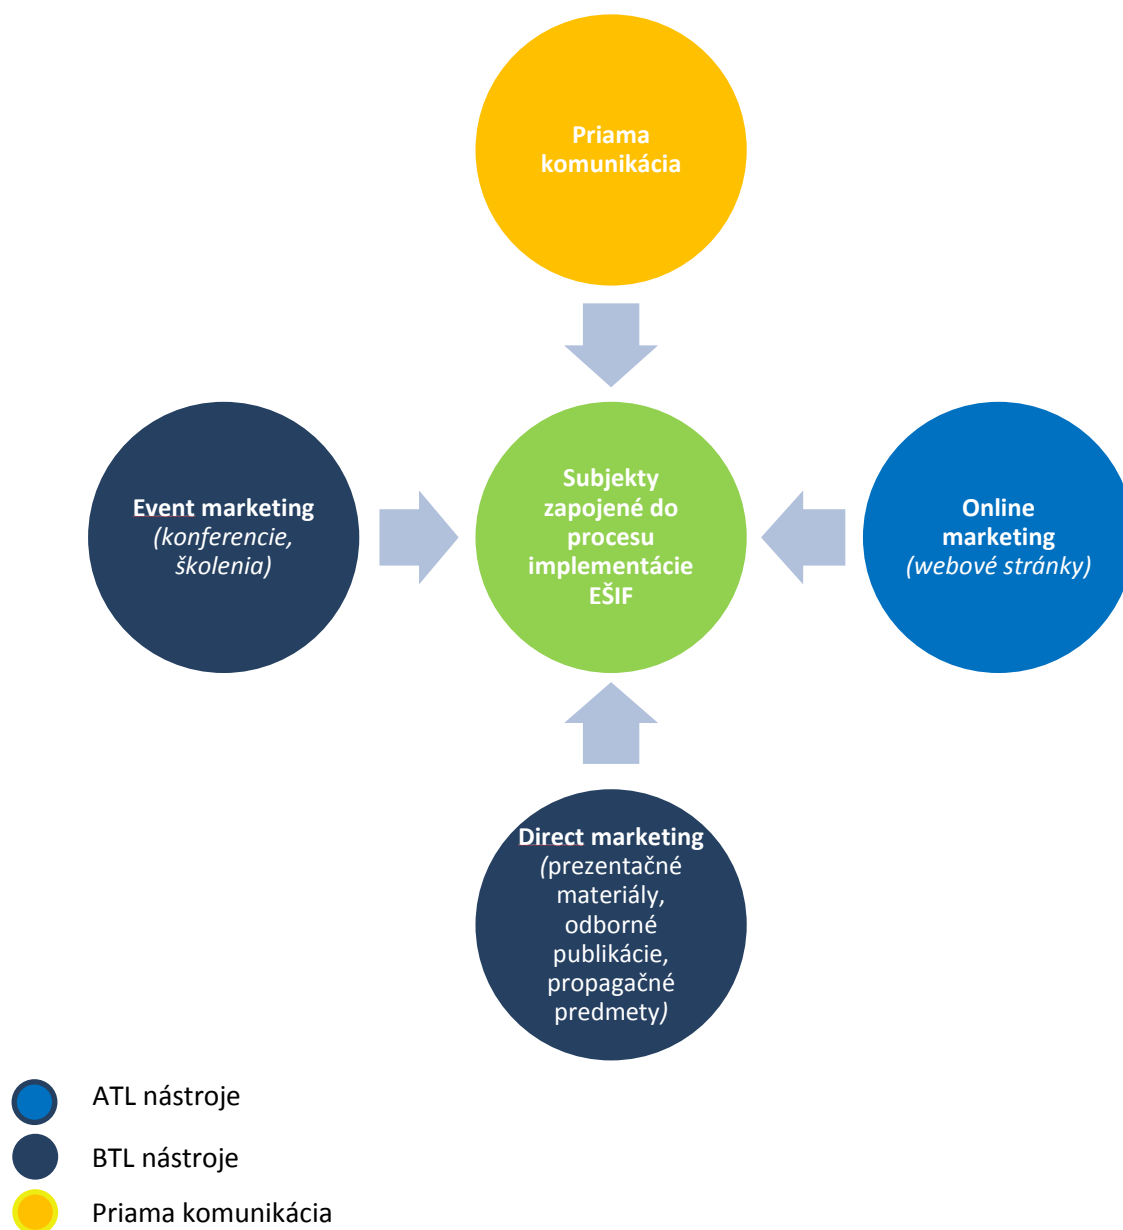 Priama
komunikácia
Event marketing
(konferencie,
školenia)
Subjekty
zapojené do
procesu
implementácie
EŠIF
Online
marketing
(webové stránky)
Direct marketing
(prezentačné
materiály,
odborné
publikácie,
propagačné
predmety)
ATL nástroje
BTL nástroje
Priama komunikácia